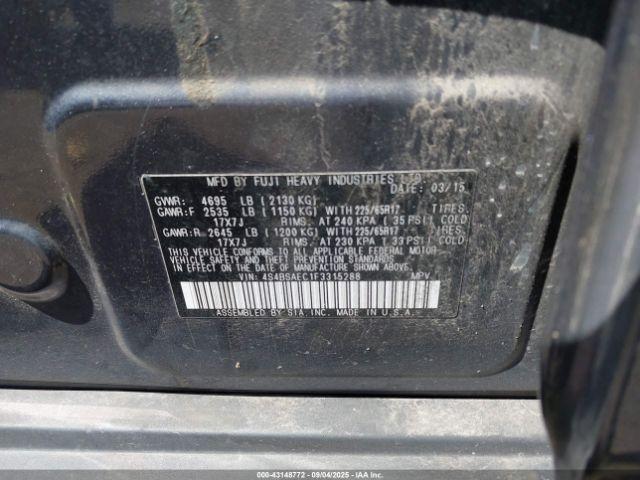 MFD BY FUJI HEAVY INDUSTRIES LTD.
DATE: 03/15
GVWR: 4695 LB (2130 KG)
GAWR:F 2535 LB (1150 KG) WITH 225/65R17 TIRES.
17X7J RIMS. AT 240 KPA (35 PSI) COLD
GAWR:R 2645 LB (1200 KG) WITH 225/65R17 TIRES.
17X7J RIMS. AT 230 KPA (33 PSI) COLD
THIS VEHICLE CONFORMS TO ALL APPLICABLE FEDERAL MOTOR
VEHICLE SAFETY AND THEFT PREVENTION STANDARDS IN EFFECT
ON THE DATE OF MANUFACTURE SHOWN ABOVE.
VIN: 4S4BSAEC1F3315288 MPV
ASSEMBLED BY SIA, INC. MADE IN U.S.A.
000-43148772 - 09/04/2025 - IAAI.COM